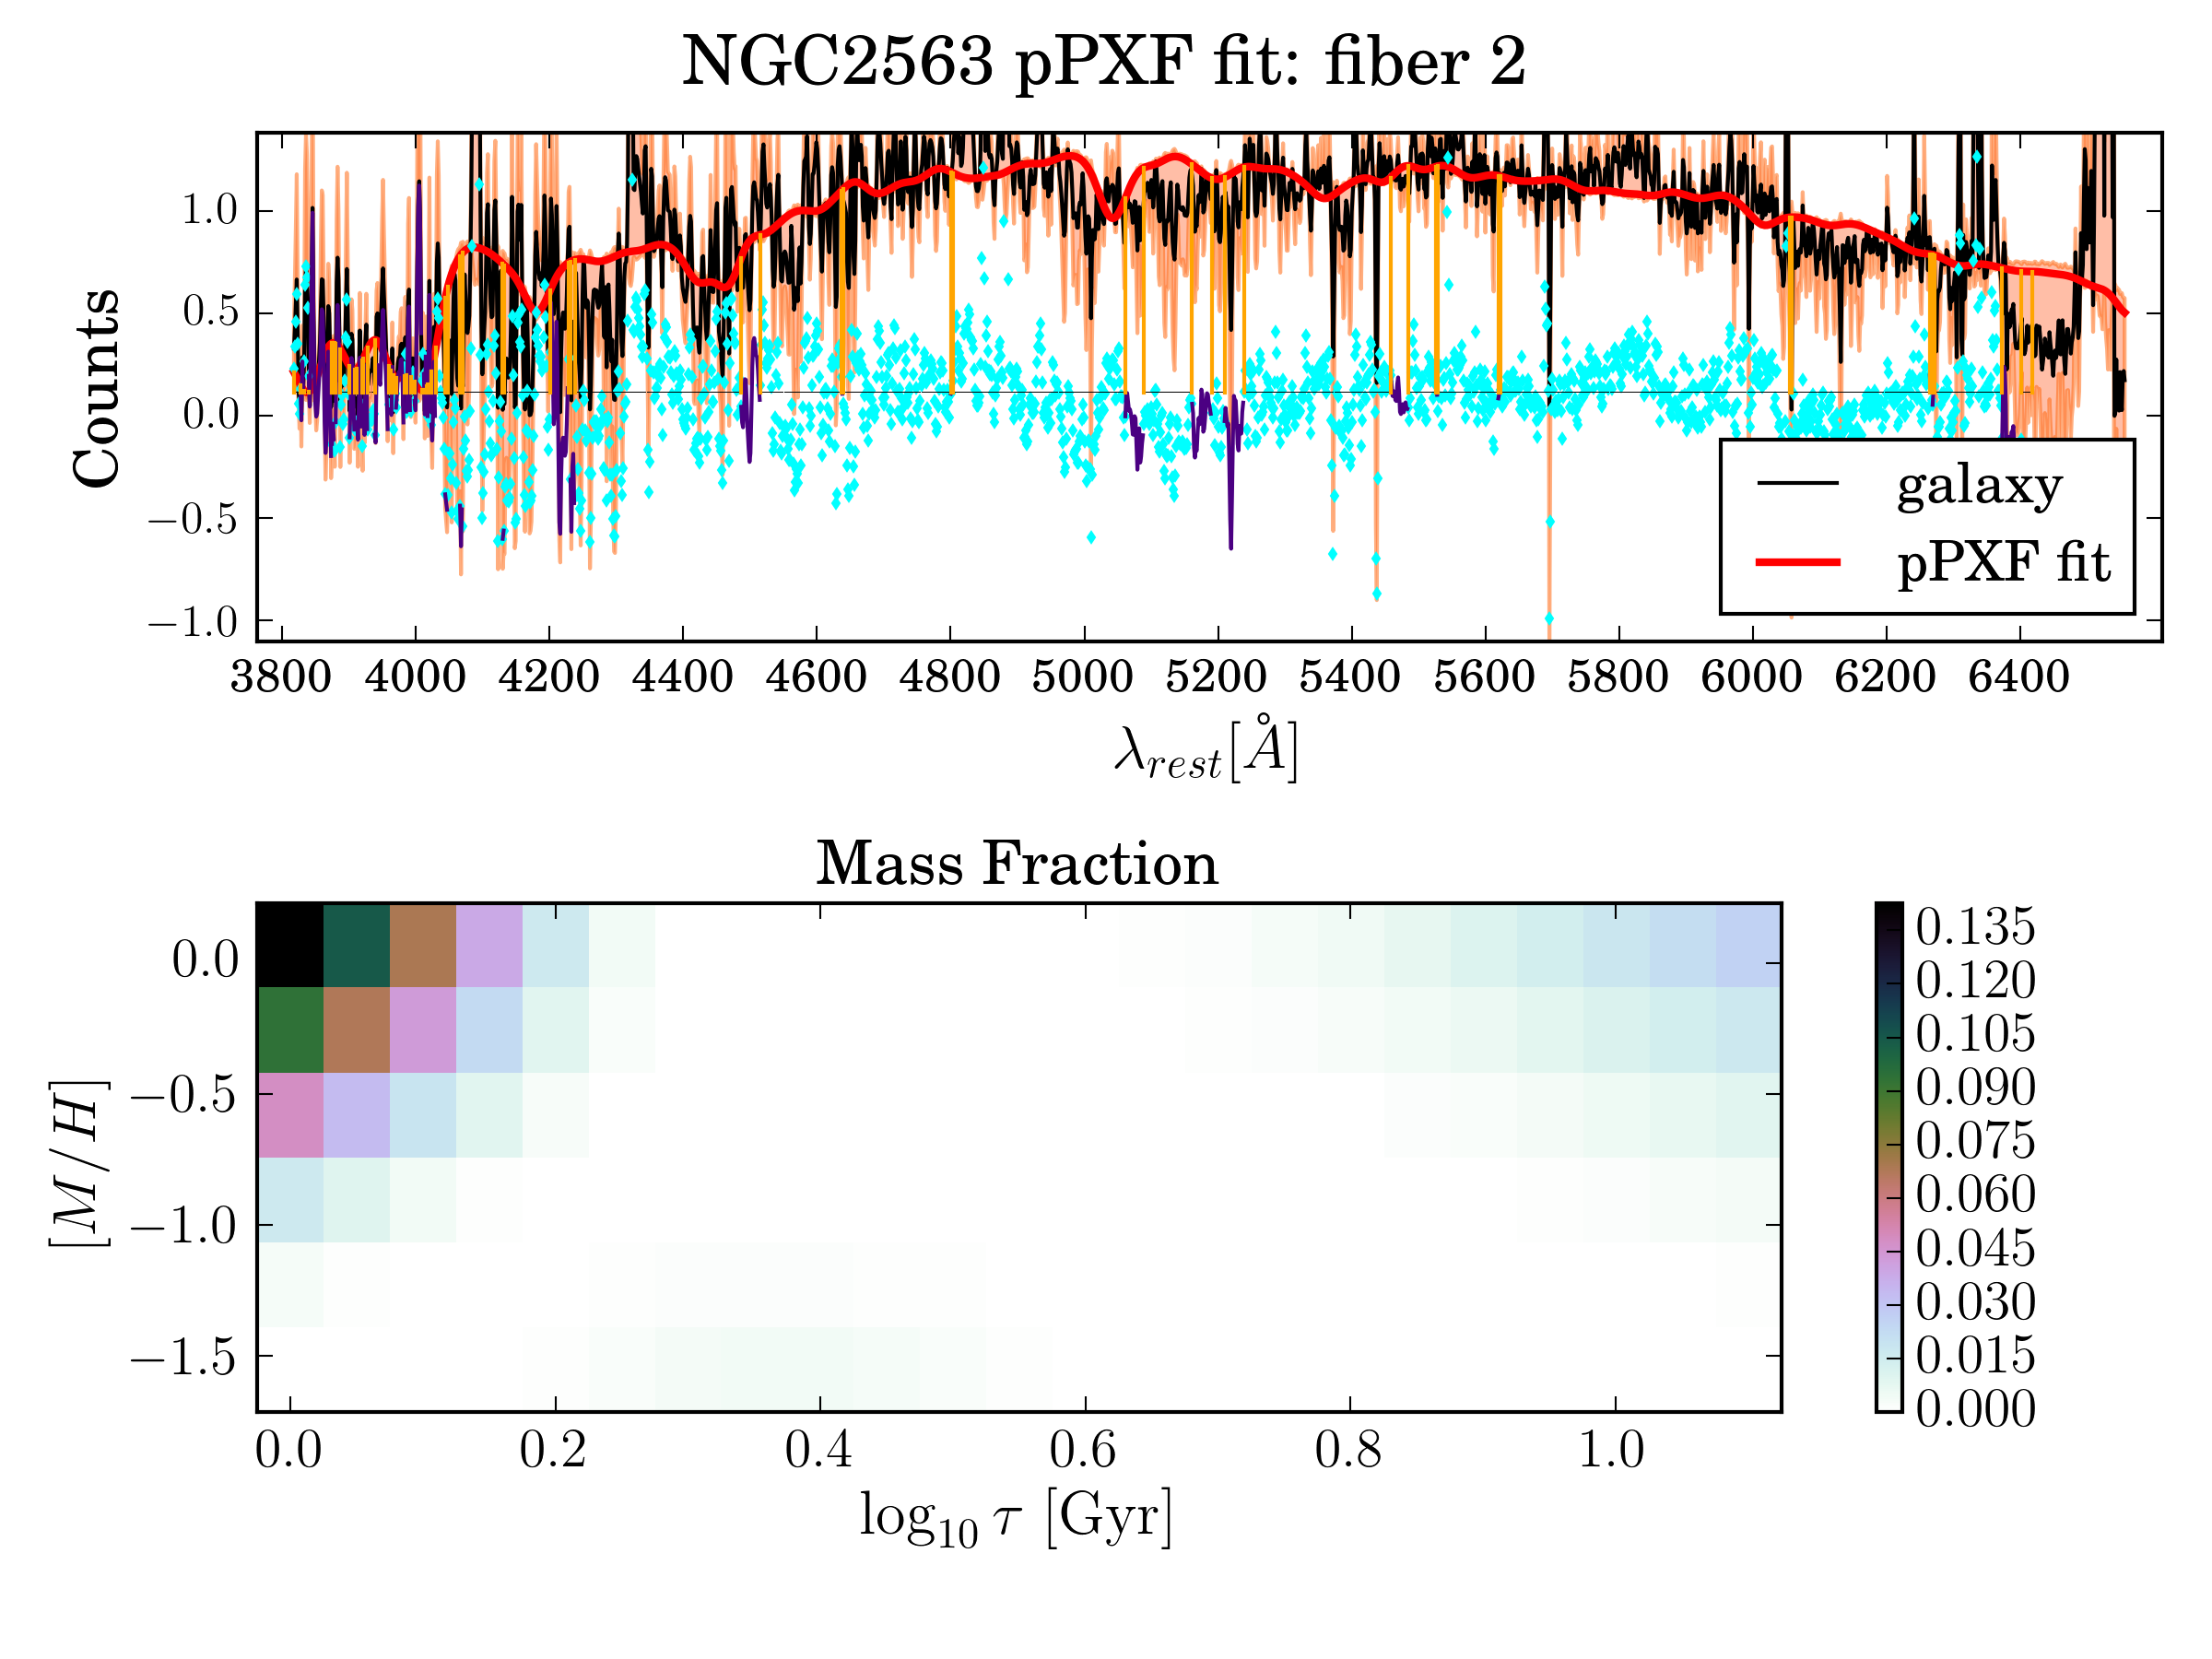 NGC2563 pPXF fit: fiber 2
Counts
1.0
0.5
0.0
−0.5
−1.0
galaxy
pPXF fit
3800 4000 4200 4400 4600 4800 5000 5200 5400 5600 5800 6000 6200 6400
λrest[Å]
Mass Fraction
[M/H]
0.0
−0.5
−1.0
−1.5
0.0 0.2 0.4 0.6 0.8 1.0
log10 τ [Gyr]
0.135
0.120
0.105
0.090
0.075
0.060
0.045
0.030
0.015
0.000